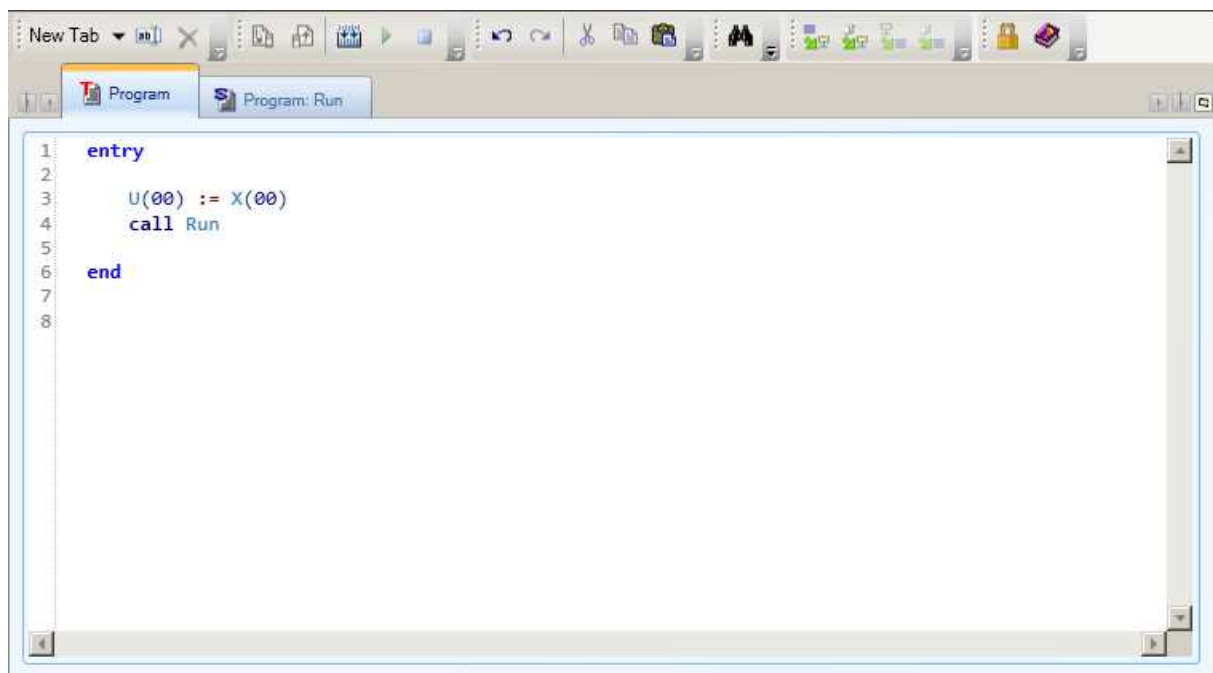 New Tab
Program Program: Run
1 entry
2
3 U(00) := X(00)
4 call Run
5
6 end
7
8